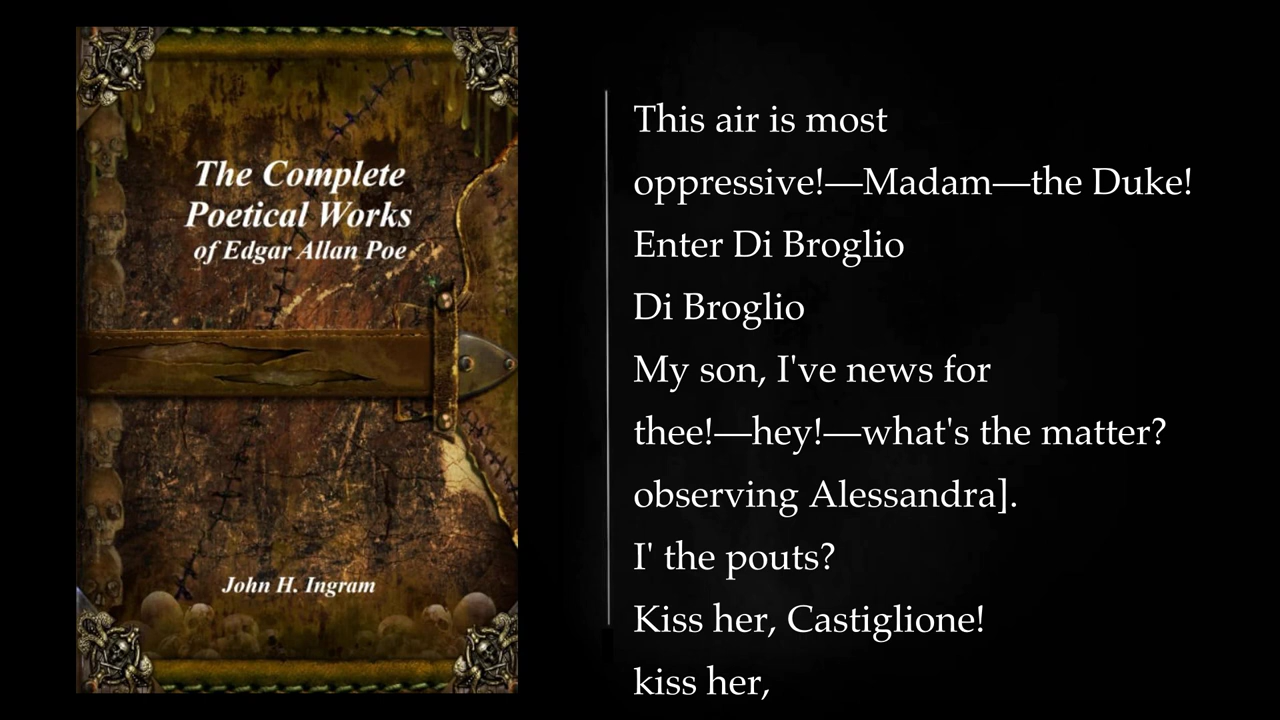 The Complete
Poetical Works
of Edgar Allan Poe
John H. Ingram
This air is most
oppressive!—Madam—the Duke!
Enter Di Broglio
Di Broglio
My son, I've news for
thee!—hey!—what's the matter?
observing Alessandra].
I' the pouts?
Kiss her, Castiglione!
kiss her,